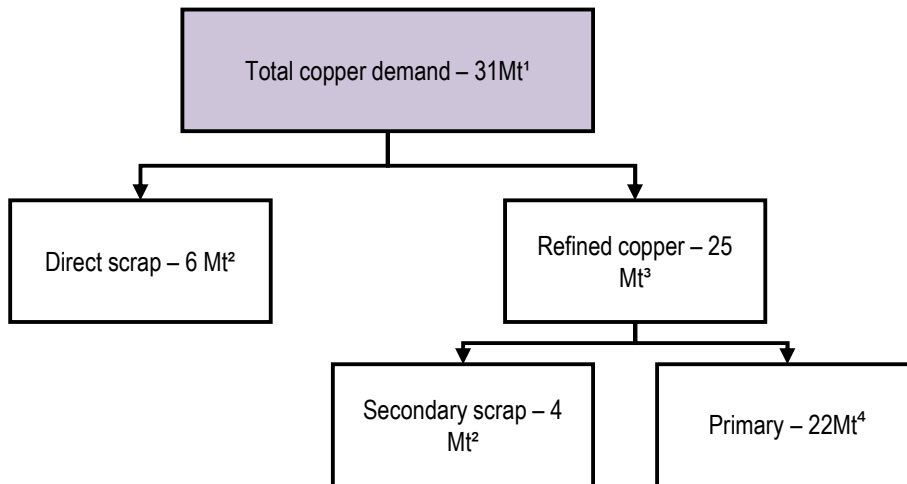 Total copper demand – 31Mt¹
Direct scrap – 6 Mt²
Refined copper – 25
Mt³
Secondary scrap – 4
Mt²
Primary – 22Mt⁴